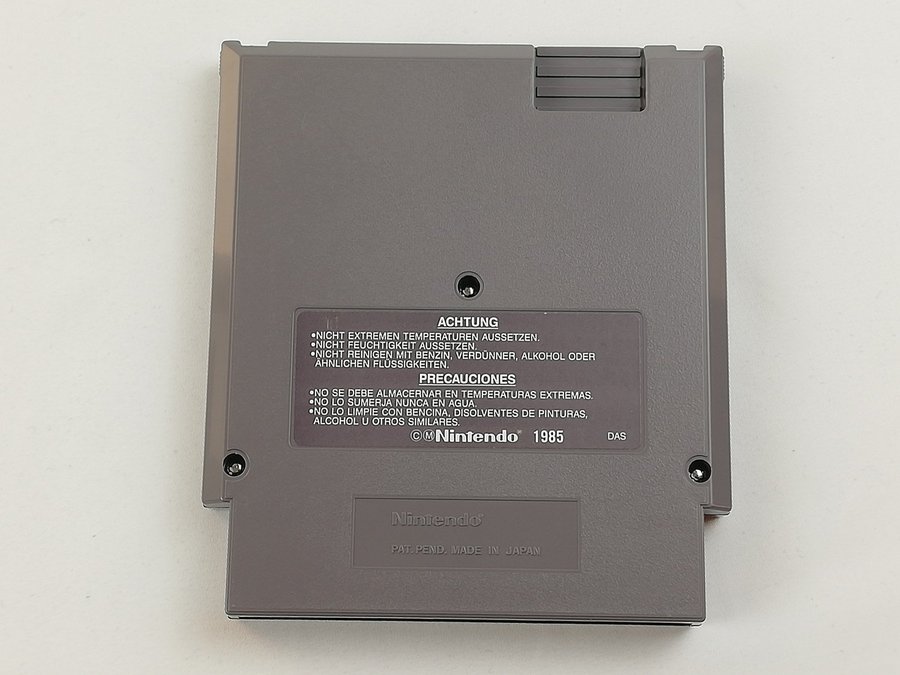 ACHTUNG
•NICHT EXTREMEN TEMPERATUREN AUSSETZEN.
•NICHT FEUCHTIGKEIT AUSSETZEN.
•NICHT REINIGEN MIT BENZIN, VERDÜNNER, ALKOHOL ODER
ÄHNLICHEN FLÜSSIGKEITEN.
PRECAUCIONES
•NO SE DEBE ALMACERNAR EN TEMPERATURAS EXTREMAS.
•NO LO SUMERJA NUNCA EN AGUA.
•NO LO LIMPIE CON BENCINA, DISOLVENTES DE PINTURAS,
ALCOHOL U OTROS SIMILARES.
©ⓂNintendo® 1985 DAS
Nintendo®
PAT. PEND. MADE IN JAPAN